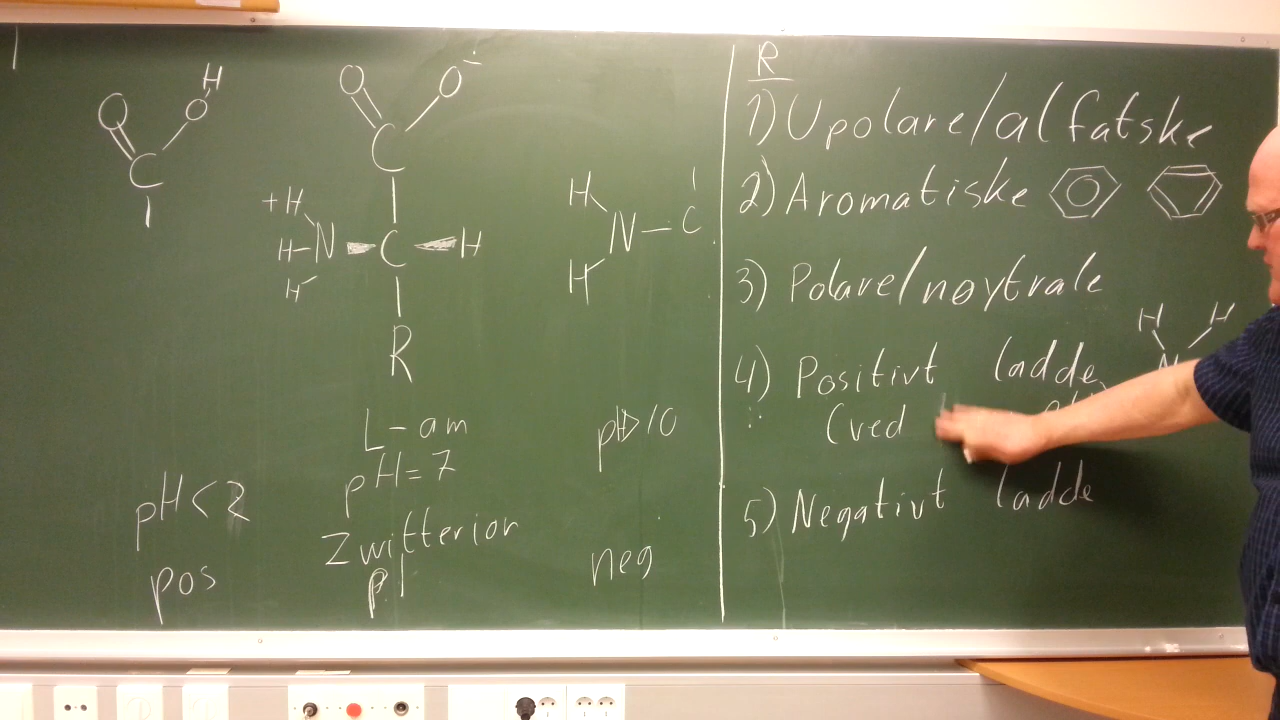 H
O
O
C
pH<2
pos
O
O
C
+H
H-N
C
H
H
R
L-am
pH=7
Zwitterion
pI
H
N-C
H
pH>10
neg
R
1) Upolare/alfatske
2) Aromatiske
3) Polare/nøytrale
4) Positivt ladde,
(ved
H H
N
5) Negativt ladde